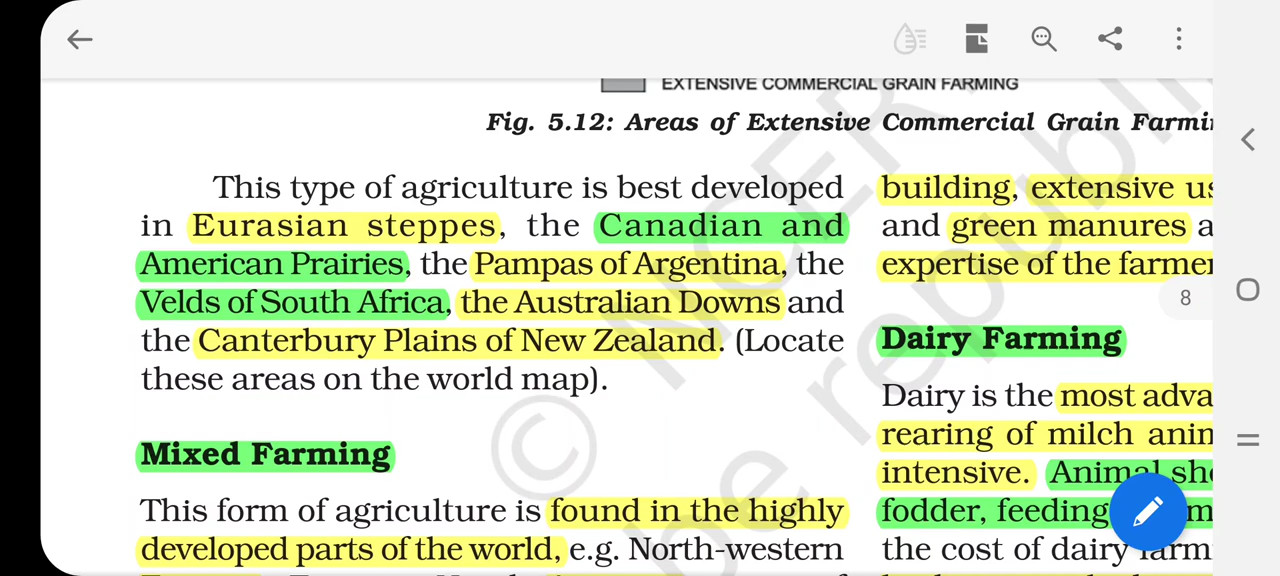 EXTENSIVE COMMERCIAL GRAIN FARMING
Fig. 5.12: Areas of Extensive Commercial Grain
This type of agriculture is best developed
in Eurasian steppes, the Canadian and
American Prairies, the Pampas of Argentina, the
Velds of South Africa, the Australian Downs and
the Canterbury Plains of New Zealand. (Locate
these areas on the world map).
Mixed Farming
This form of agriculture is found in the highly
developed parts of the world, e.g. North-western
building, extensive
and green manures
expertise of the
8
Dairy Farming
Dairy is the most
rearing of milch
intensive. Animal
fodder, feeding
the cost of dairy
© NCER
be republi